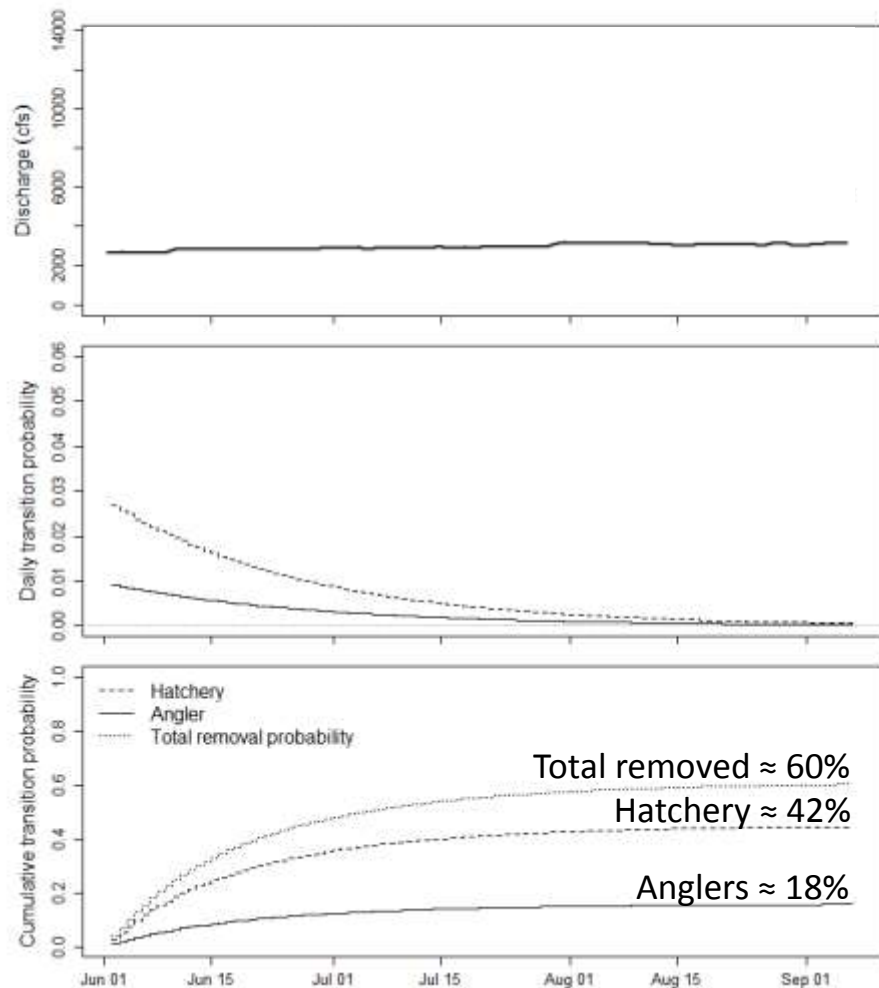 Discharge (cfs)
14000
10000
6000
2000
0
Daily transition probability
0.06
0.05
0.04
0.03
0.02
0.01
0.00
Cumulative transition probability
1.0
0.8
0.6
0.4
0.2
0.0
Hatchery
Angler
Total removal probability
Total removed ≈ 60%
Hatchery ≈ 42%
Anglers ≈ 18%
Jun 01 Jun 15 Jul 01 Jul 15 Aug 01 Aug 15 Sep 01